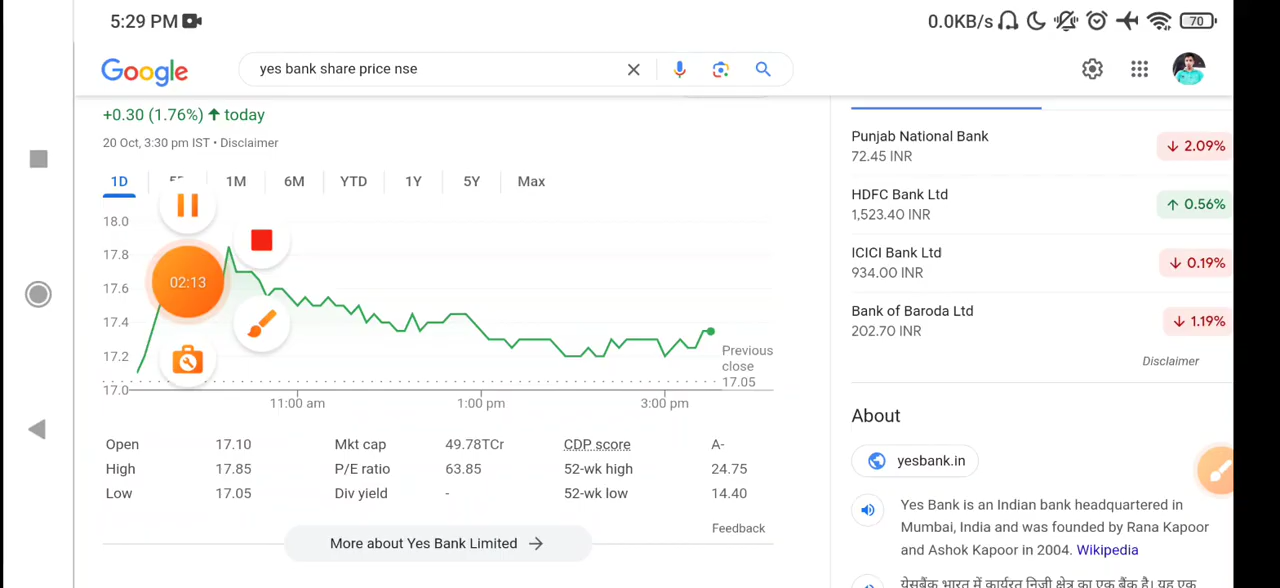 5:29 PM
0.0KB/s
70
Google
yes bank share price nse
+0.30 (1.76%) ↑ today
20 Oct, 3:30 pm IST • Disclaimer
1D
1M
6M
YTD
1Y
5Y
Max
18.0
17.8
17.6
17.4
17.2
17.0
02:13
Previous
close
17.05
11:00 am
1:00 pm
3:00 pm
Open 17.10 Mkt cap 49.78TCr CDP score A-
High 17.85 P/E ratio 63.85 52-wk high 24.75
Low 17.05 Div yield - 52-wk low 14.40
Feedback
More about Yes Bank Limited →
Punjab National Bank
72.45 INR
↓ 2.09%
HDFC Bank Ltd
1,523.40 INR
↑ 0.56%
ICICI Bank Ltd
934.00 INR
↓ 0.19%
Bank of Baroda Ltd
202.70 INR
↓ 1.19%
Disclaimer
About
yesbank.in
Yes Bank is an Indian bank headquartered in
Mumbai, India and was founded by Rana Kapoor
and Ashok Kapoor in 2004. Wikipedia
येसबैंक भारत में कार्यरत निजी क्षेत्र का एक बैंक है। यह एक